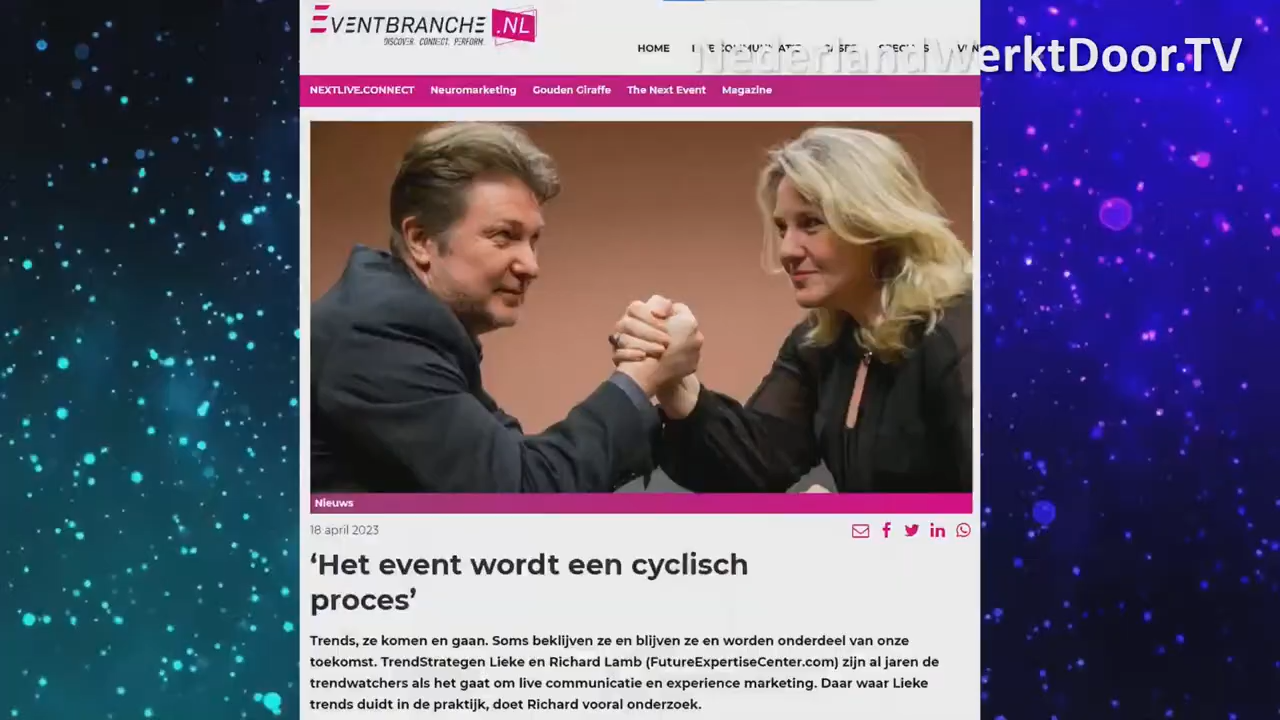 EVENTBRANCHE.NL
DISCOVER. CONNECT. PERFORM.
NederlandWerktDoor.TV
HOME LIVE COMMUNICATIE CASES SPECIALS
NEXTLIVE.CONNECT Neuromarketing Gouden Giraffe The Next Event Magazine
Nieuws
18 april 2023
‘Het event wordt een cyclisch
proces’
Trends, ze komen en gaan. Soms beklijven ze en blijven ze en worden onderdeel van onze
toekomst. TrendStrategen Lieke en Richard Lamb (FutureExpertiseCenter.com) zijn al jaren de
trendwatchers als het gaat om live communicatie en experience marketing. Daar waar Lieke
trends duidt in de praktijk, doet Richard vooral onderzoek.